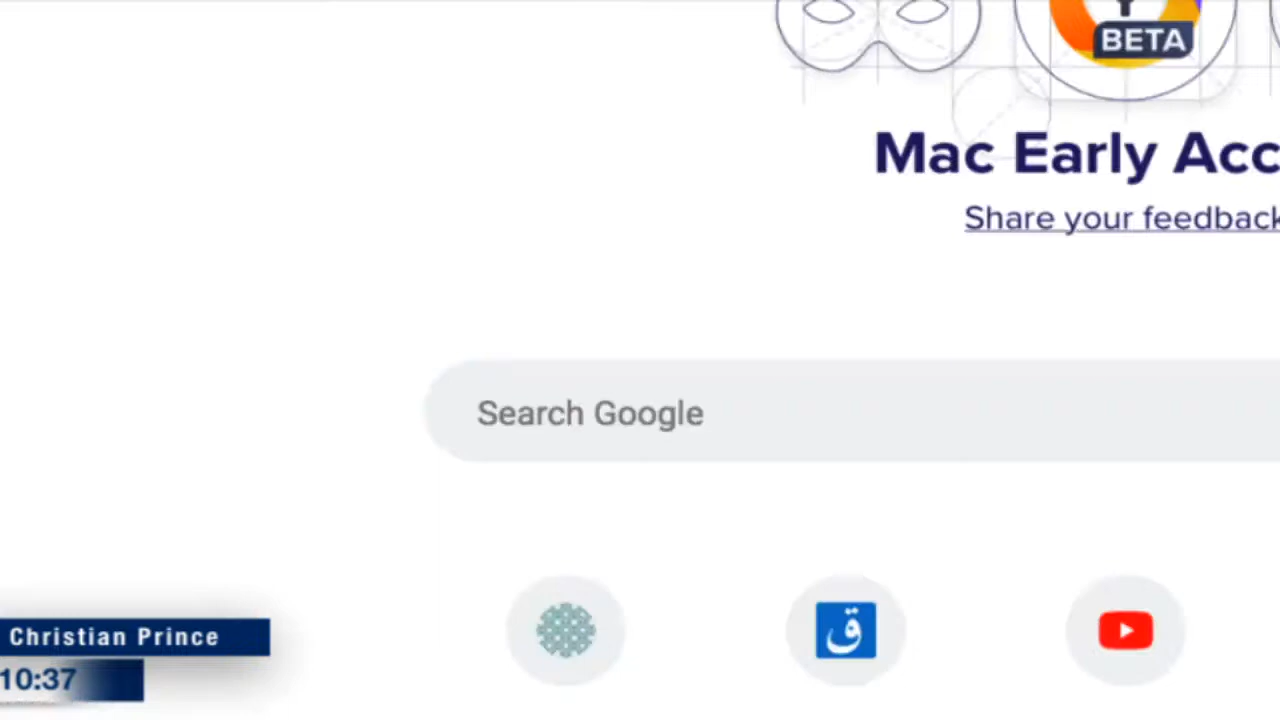 BETA
Mac Early Acc
Share your feedback
Search Google
ق
Christian Prince
10:37